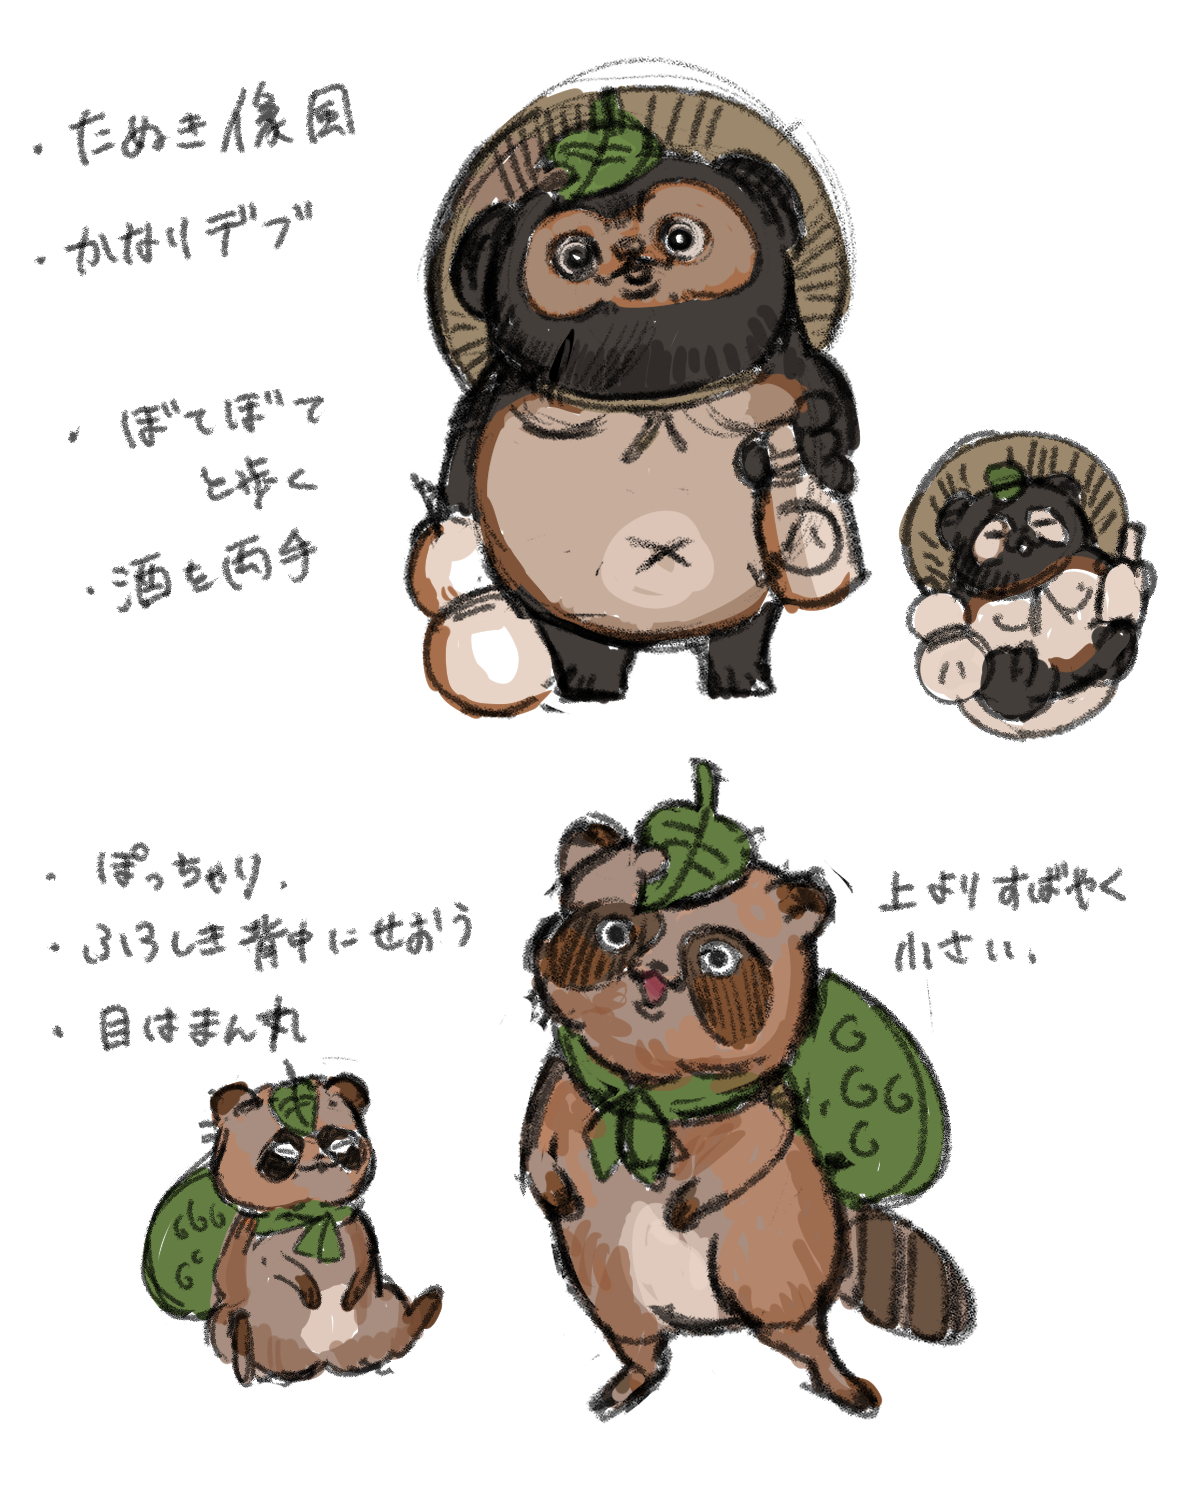 ・たぬき像風
・かなりデブ
・ぼてぼて
と歩く
・酒を両手
八
・ぽっちゃり.
・ふろしき背中にせおう
・目はまん丸
上よりすばやく
小さい.